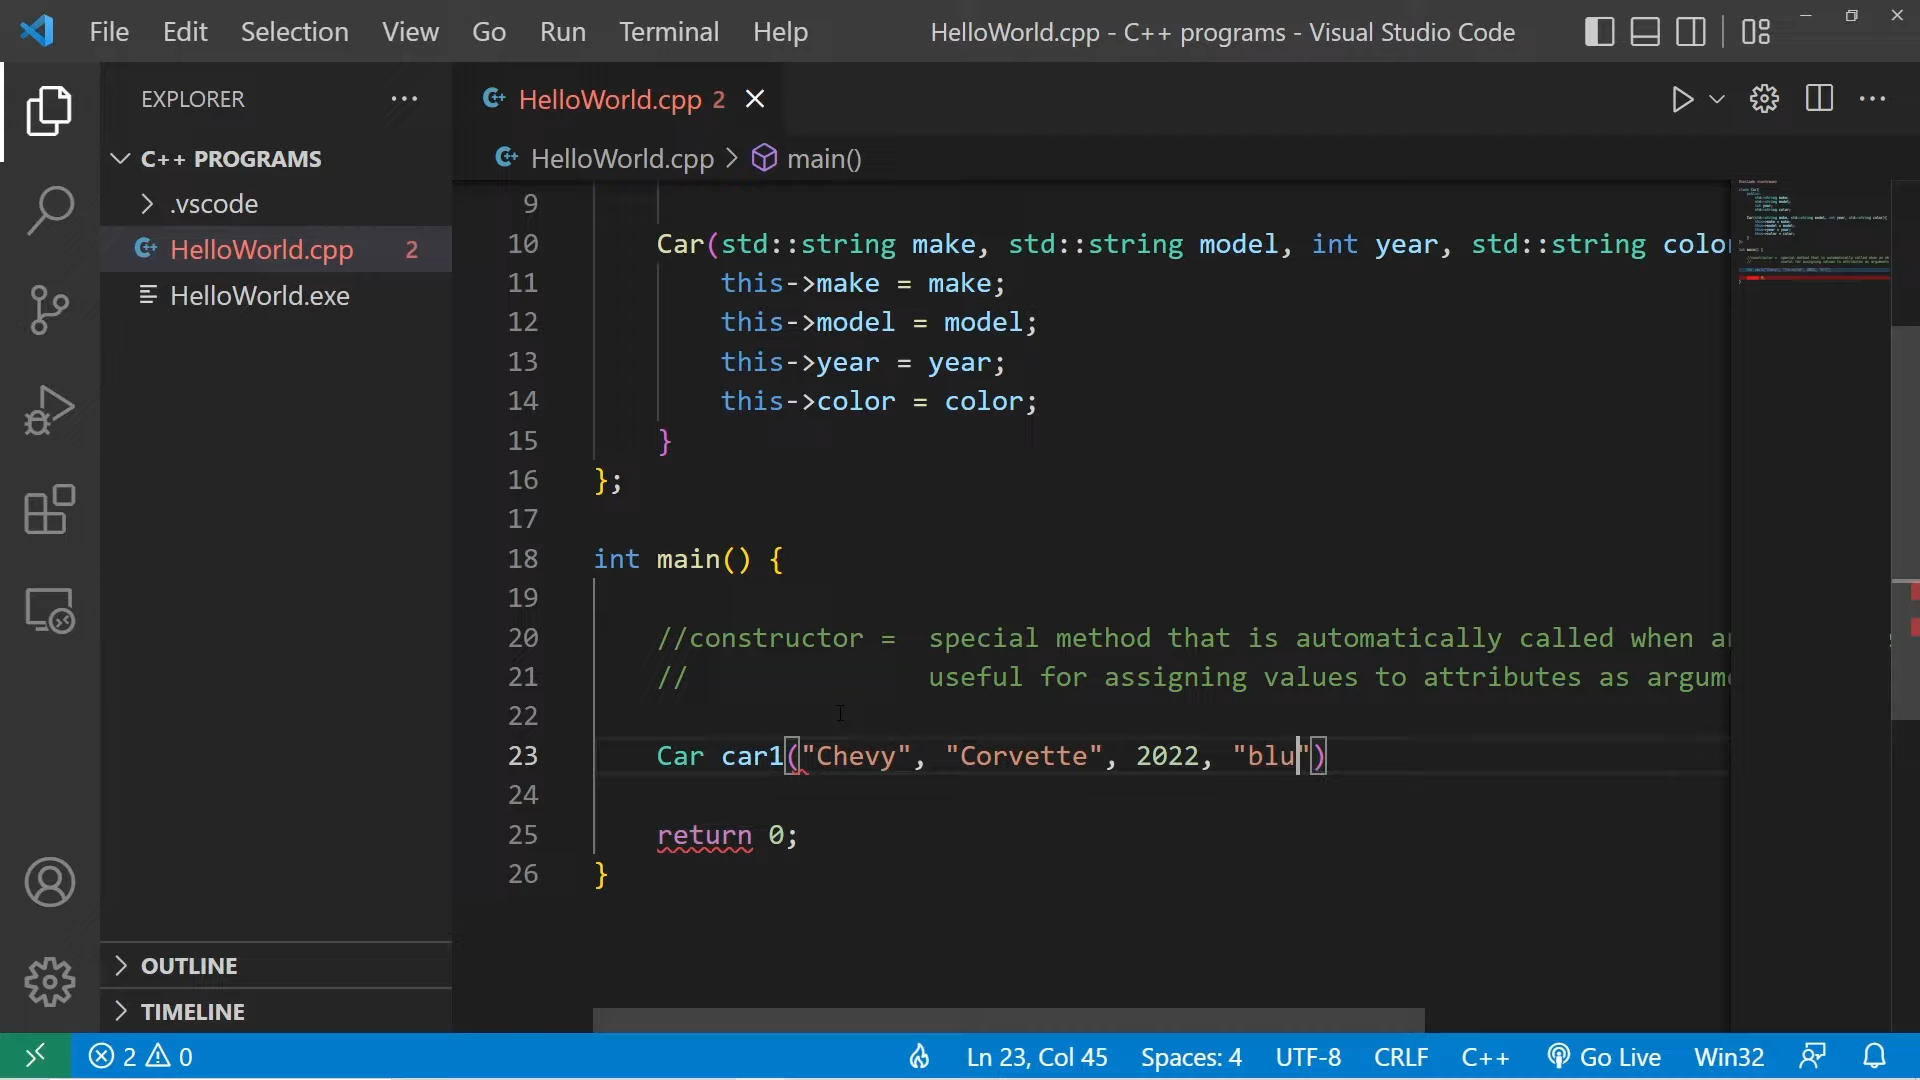 File Edit Selection View Go Run Terminal Help HelloWorld.cpp - C++ programs - Visual Studio Code
EXPLORER
C++ PROGRAMS
.vscode
HelloWorld.cpp 2
HelloWorld.exe
OUTLINE
TIMELINE
HelloWorld.cpp 2
HelloWorld.cpp > main()
9
10 Car(std::string make, std::string model, int year, std::string color
11 this->make = make;
12 this->model = model;
13 this->year = year;
14 this->color = color;
15 }
16 };
17
18 int main() {
19
20 //constructor = special method that is automatically called when an
21 // useful for assigning values to attributes as argum
22
23 Car car1("Chevy", "Corvette", 2022, "blu")
24
25 return 0;
26 }
2 0 Ln 23, Col 45 Spaces: 4 UTF-8 CRLF C++ Go Live Win32